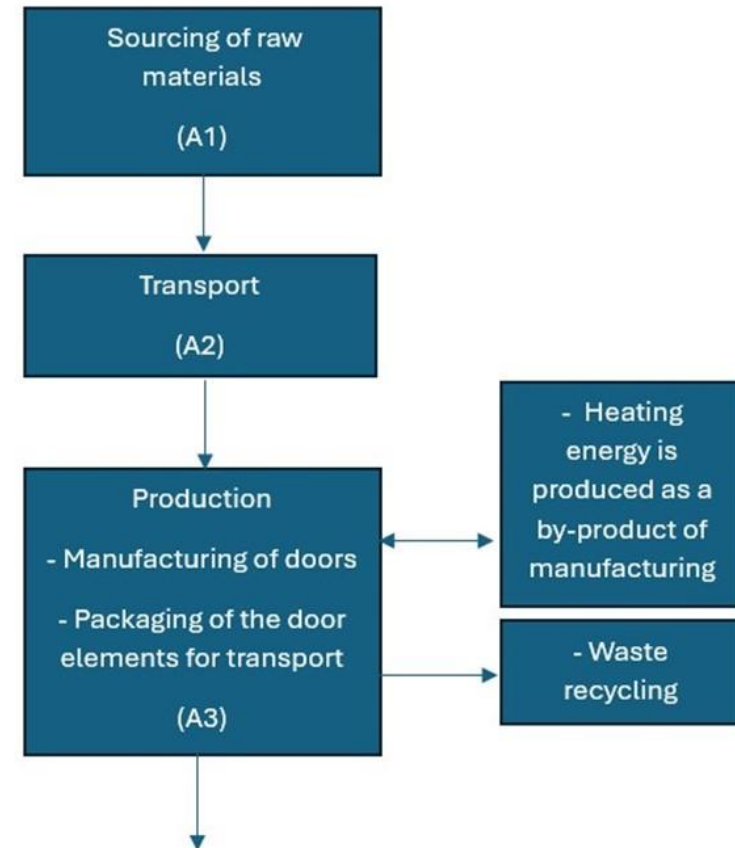 Sourcing of raw
materials
(A1)
Transport
(A2)
Production
- Manufacturing of doors
- Packaging of the door
elements for transport
(A3)
- Heating
energy is
produced as a
by-product of
manufacturing
- Waste
recycling